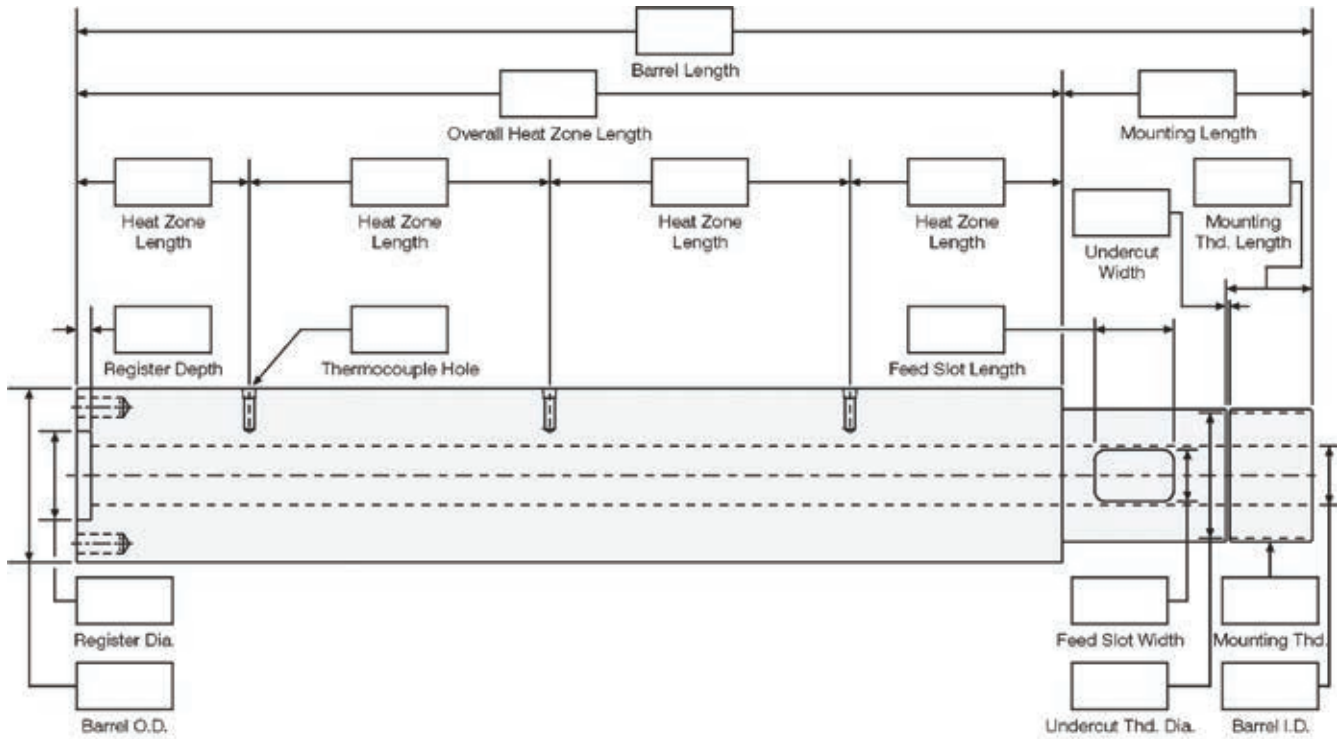 Barrel Length
Overall Heat Zone Length
Mounting Length
Heat Zone
Length
Heat Zone
Length
Heat Zone
Length
Heat Zone
Length
Undercut
Width
Mounting
Thd. Length
Register Depth
Thermocouple Hole
Feed Slot Length
Register Dia.
Feed Slot Width
Mounting Thd.
Barrel O.D.
Undercut Thd. Dia.
Barrel I.D.